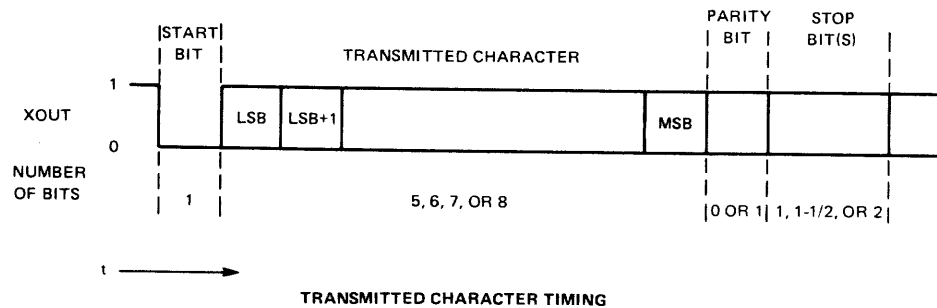 START
BIT
TRANSMITTED CHARACTER
PARITY
BIT
STOP
BIT(S)
XOUT
1
0
LSB
LSB+1
MSB
NUMBER
OF BITS
1
5, 6, 7, OR 8
0 OR 1
1, 1-1/2, OR 2
t
TRANSMITTED CHARACTER TIMING